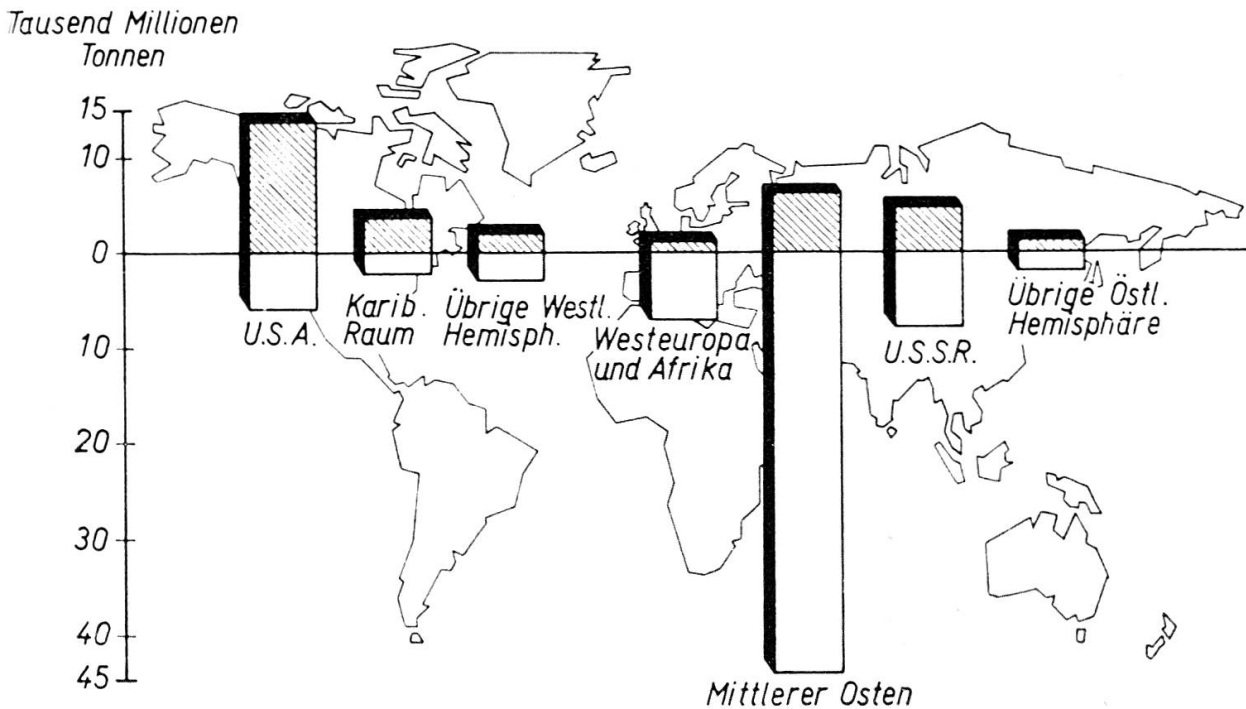 Tausend Millionen
Tonnen
15
10
0
10
20
30
40
45
U.S.A.
Karib.
Raum
Übrige Westl.
Hemisph.
Westeuropa
und Afrika
Mittlerer Osten
U.S.S.R.
Übrige Östl.
Hemisphäre